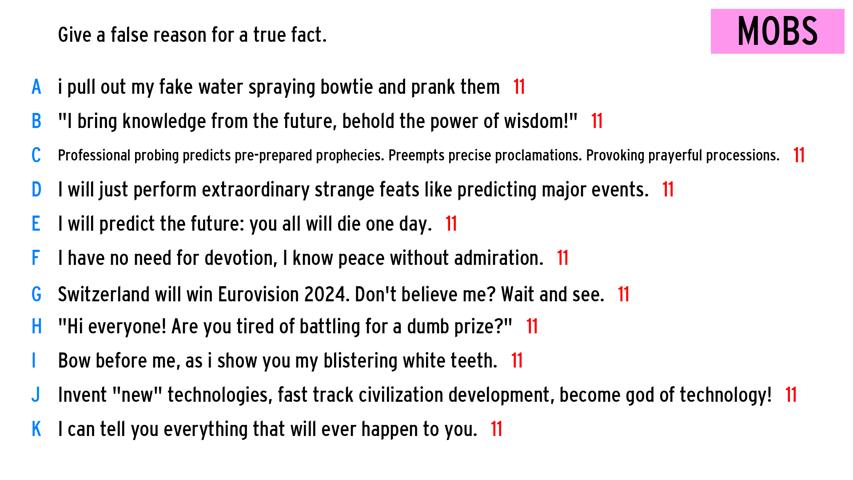 Give a false reason for a true fact.
MOBS
A i pull out my fake water spraying bowtie and prank them 11
B "I bring knowledge from the future, behold the power of wisdom!" 11
C Professional probing predicts pre-prepared prophecies. Preempts precise proclamations. Provoking prayerful processions. 11
D I will just perform extraordinary strange feats like predicting major events. 11
E I will predict the future: you all will die one day. 11
F I have no need for devotion, I know peace without admiration. 11
G Switzerland will win Eurovision 2024. Don't believe me? Wait and see. 11
H "Hi everyone! Are you tired of battling for a dumb prize?" 11
I Bow before me, as i show you my blistering white teeth. 11
J Invent "new" technologies, fast track civilization development, become god of technology! 11
K I can tell you everything that will ever happen to you. 11